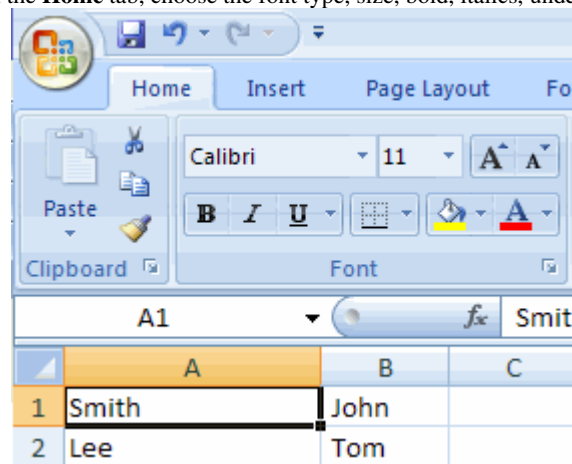 the Home tab, choose the font type, size, bold, italics,
Home Insert Page Layout Fo
Calibri 11 A A
Paste
B I U A
Clipboard Font
A1 fx Smit
A B C
1 Smith John
2 Lee Tom